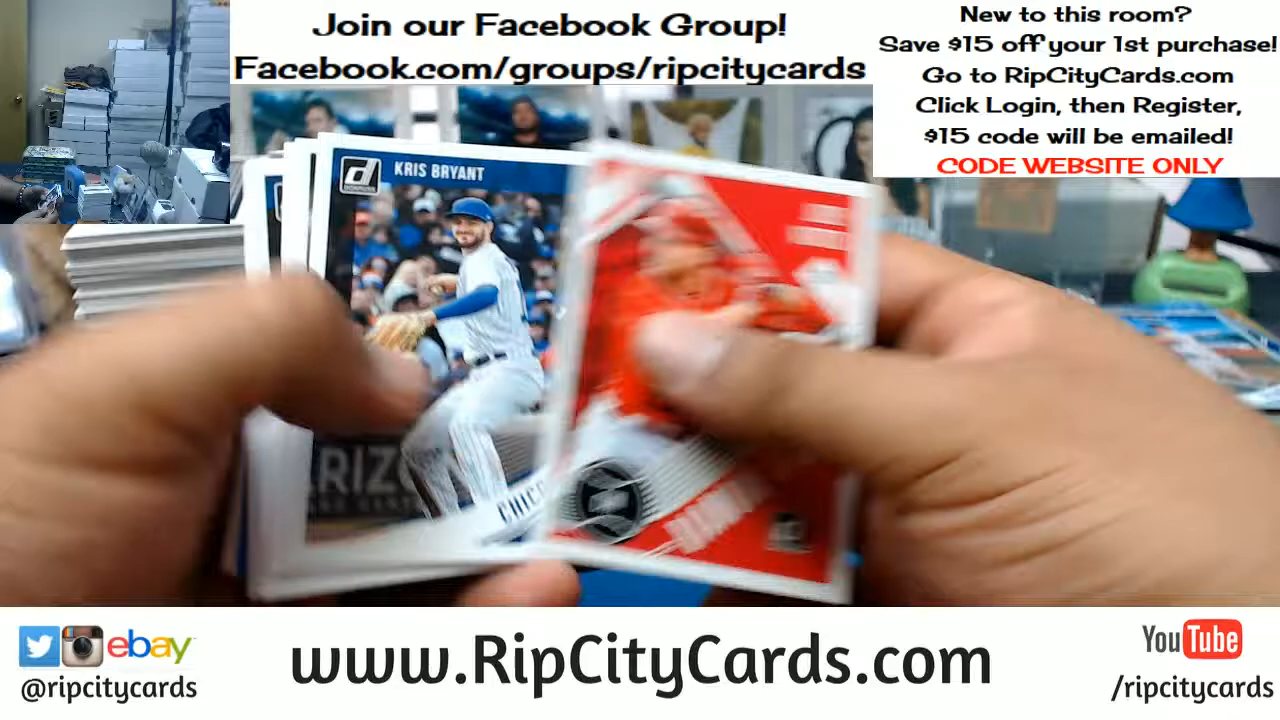 Join our Facebook Group!
Facebook.com/groups/ripcitycards
New to this room?
Save $15 off your 1st purchase!
Go to RipCityCards.com
Click Login, then Register,
$15 code will be emailed!
CODE WEBSITE ONLY
KRIS BRYANT
ebay
@ripcitycards
www.RipCityCards.com
YouTube
/ripcitycards